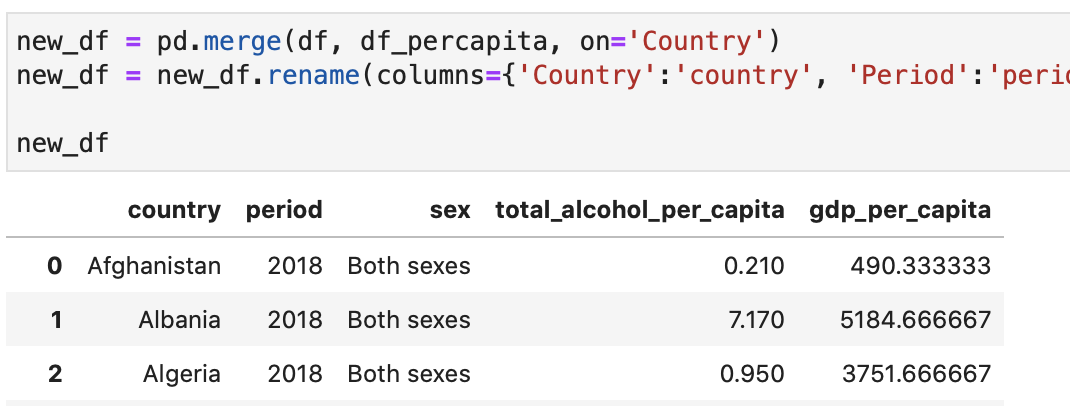 new_df = pd.merge(df, df_percapita, on='Country')
new_df = new_df.rename(columns={'Country':'country', 'Period':'perio
new_df
country period sex total_alcohol_per_capita gdp_per_capita
0 Afghanistan 2018 Both sexes 0.210 490.333333
1 Albania 2018 Both sexes 7.170 5184.666667
2 Algeria 2018 Both sexes 0.950 3751.666667